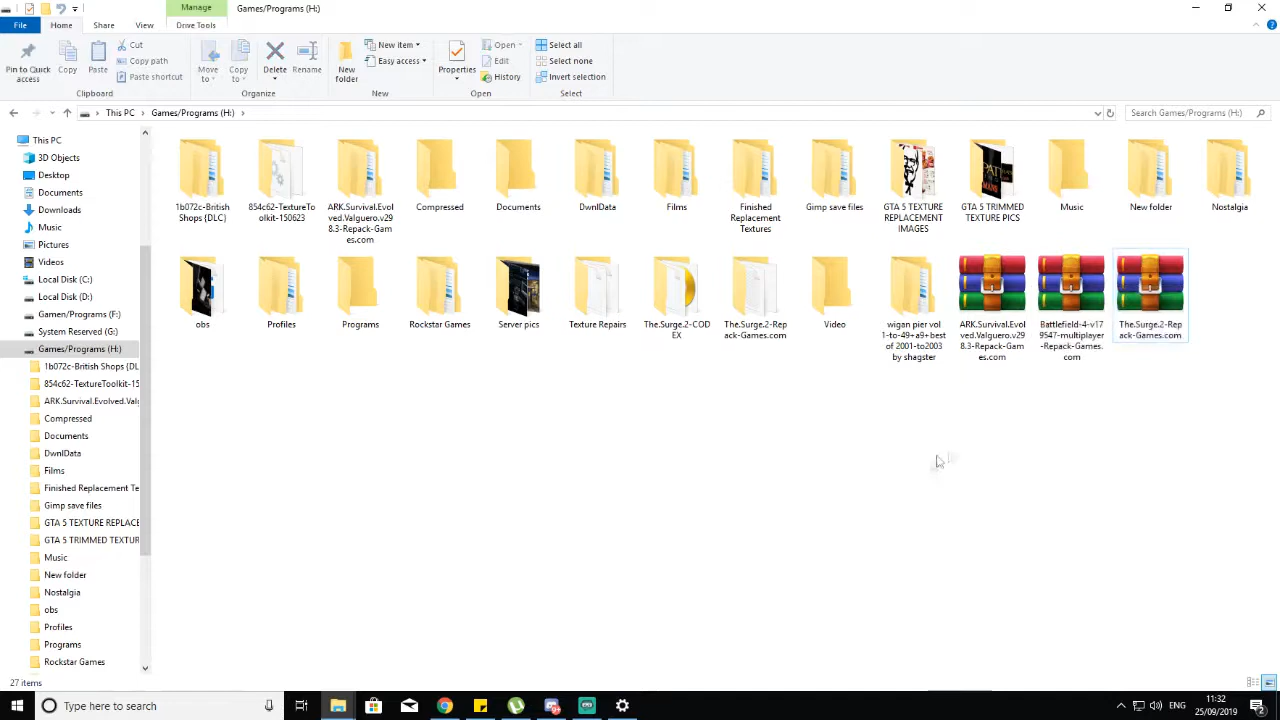 Manage
Games/Programs (H:)
File
Home
Share
View
Drive Tools
Pin to Quick
access
Copy
Paste
Cut
Copy path
Paste shortcut
Clipboard
Move
to
Copy
to
Delete
Rename
Organize
New
folder
New item
Easy access
New
Properties
Open
Edit
History
Open
Select all
Select none
Invert selection
Select
This PC
Games/Programs (H:)
Search Games/Programs (H:)
This PC
3D Objects
Desktop
Documents
Downloads
Music
Pictures
Videos
Local Disk (C:)
Local Disk (D:)
Gamen/Programs (F:)
System Reserved (G:)
Games/Programs (H:)
1b072c-British Shops {DL
854c62-TextureToolkit-15
ARK.Survival.Evolved.Valg
Compressed
Documents
DwnlData
Films
Finished Replacement Te
Gimp save files
GTA 5 TEXTURE REPLACE
GTA 5 TRIMMED TEXTUR
Music
New folder
Nostalgia
obs
Profiles
Programs
Rockstar Games
1b072c-British
Shops {DLC}
854c62-TextureTo
olkit-150623
ARK.Survival.Evol
ved.Valguero.v29
8.3-Repack-Gam
es.com
Compressed
Documents
DwnlData
Films
Finished
Replacement
Textures
Gimp save files
GTA 5 TEXTURE
REPLACEMENT
IMAGES
GTA 5 TRIMMED
TEXTURE PICS
Music
New folder
Nostalgia
obs
Profiles
Programs
Rockstar Games
Server pics
Texture Repairs
The.Surge.2-COD
EX
The.Surge.2-Rep
ack-Games.com
Video
wigan pier vol
1-to-49+a9+best
of 2001-to2003
by shagster
ARK.Survival.Evol
ved.Valguero.v29
8.3-Repack-Gam
es.com
Battlefield-4-v17
9547-multiplayer
-Repack-Games.
com
The.Surge.2-Rep
ack-Games.com
27 items
Type here to search
ENG
11:32
25/09/2019
2